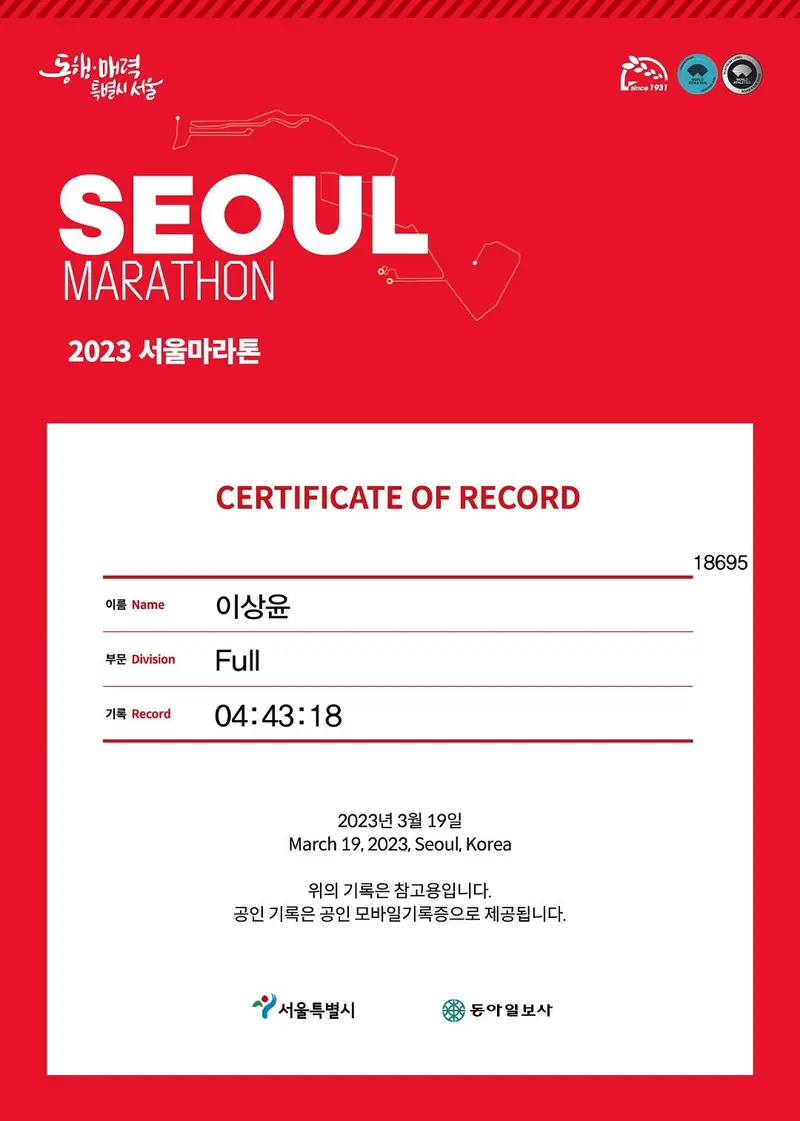 동행·매력
특별시 서울
since 1931
SEOUL
MARATHON
2023 서울마라톤
CERTIFICATE OF RECORD
18695
이름 Name 이상윤
부문 Division Full
기록 Record 04:43:18
2023년 3월 19일
March 19, 2023, Seoul, Korea
위의 기록은 참고용입니다.
공인 기록은 공인 모바일기록증으로 제공됩니다.
서울특별시 동아일보사